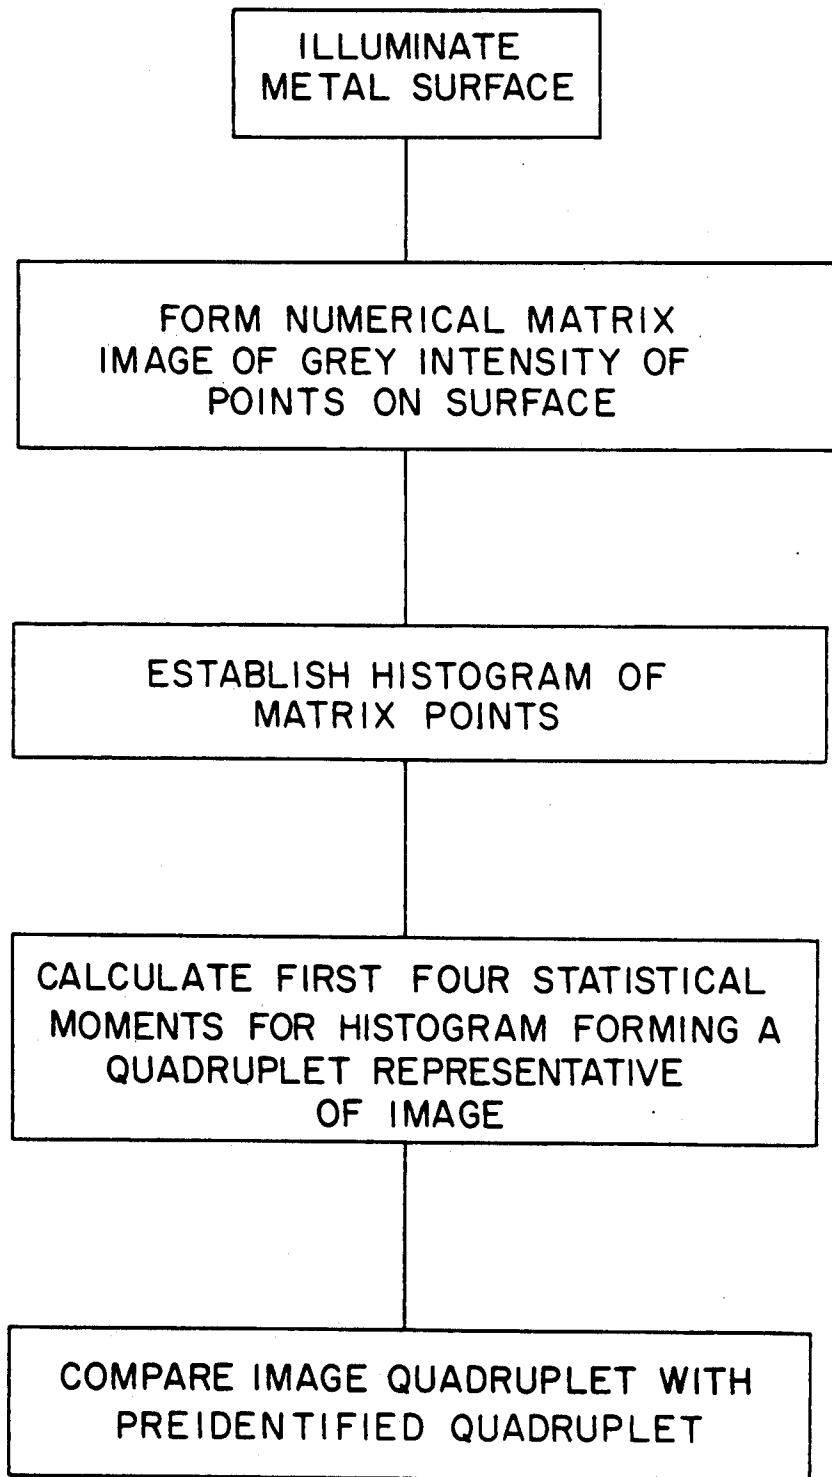 ILLUMINATE
METAL SURFACE
FORM NUMERICAL MATRIX
IMAGE OF GREY INTENSITY OF
POINTS ON SURFACE
ESTABLISH HISTOGRAM OF
MATRIX POINTS
CALCULATE FIRST FOUR STATISTICAL
MOMENTS FOR HISTOGRAM FORMING A
QUADRUPLET REPRESENTATIVE
OF IMAGE
COMPARE IMAGE QUADRUPLET WITH
PREIDENTIFIED QUADRUPLET